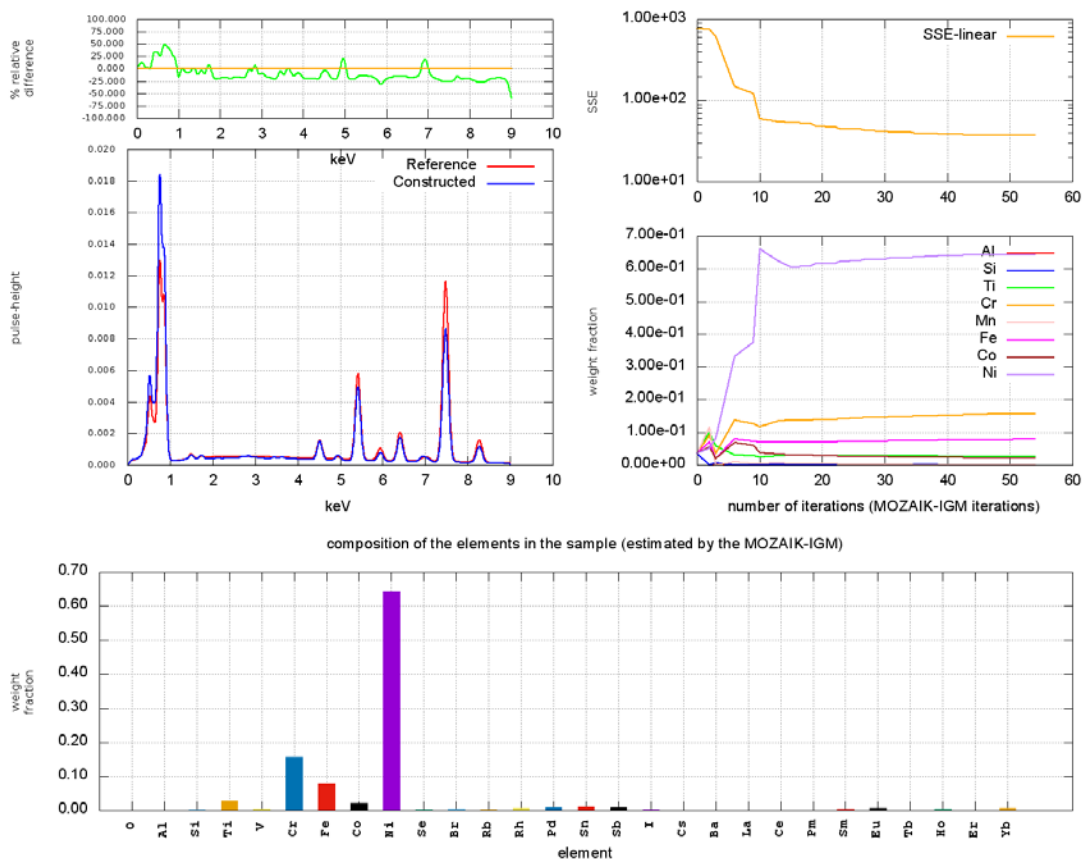 100.000
75.000
50.000
25.000
0.000
-25.000
-50.000
-75.000
-100.000
% relative
difference
0 1 2 3 4 5 6 7 8 9 10
keV
0.020
0.018
0.016
0.014
0.012
0.010
0.008
0.006
0.004
0.002
0.000
pulse-height
Reference
Constructed
0 1 2 3 4 5 6 7 8 9 10
keV
1.00e+03
1.00e+02
1.00e+01
SSE
SSE-linear
0 10 20 30 40 50 60
7.00e-01
6.00e-01
5.00e-01
4.00e-01
3.00e-01
2.00e-01
1.00e-01
0.00e+00
weight fraction
Al
Si
Ti
Cr
Mn
Fe
Co
Ni
0 10 20 30 40 50 60
number of iterations (MOZAIK-IGM iterations)
composition of the elements in the sample (estimated by the MOZAIK-IGM)
0.70
0.60
0.50
0.40
0.30
0.20
0.10
0.00
weight
fraction
O Al Si Ti V Cr Fe Co Ni Se Br Rb Rh Pd Sn Sb I Cs Ba La Ce Pm Sm Eu Tb Ho Er Yb
element